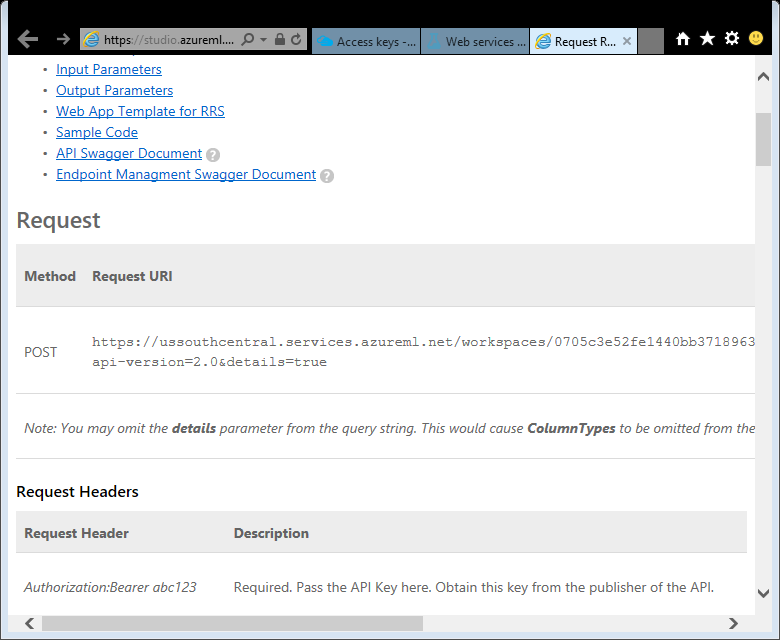 https://studio.azureml....
Access keys -...
Web services ...
Request R...
Input Parameters
Output Parameters
Web App Template for RRS
Sample Code
API Swagger Document ?
Endpoint Managment Swagger Document ?
Request
Method Request URI
POST https://ussouthcentral.services.azureml.net/workspaces/0705c3e52fe1440bb3718963
api-version=2.0&details=true
Note: You may omit the details parameter from the query string. This would cause ColumnTypes to be omitted from the
Request Headers
Request Header Description
Authorization:Bearer abc123 Required. Pass the API Key here. Obtain this key from the publisher of the API.